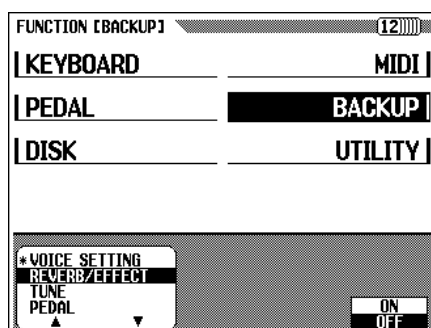 FUNCTION [BACKUP] 12
KEYBOARD MIDI
PEDAL BACKUP
DISK UTILITY
*VOICE SETTING
REVERB/EFFECT
TUNE
PEDAL
ON
OFF